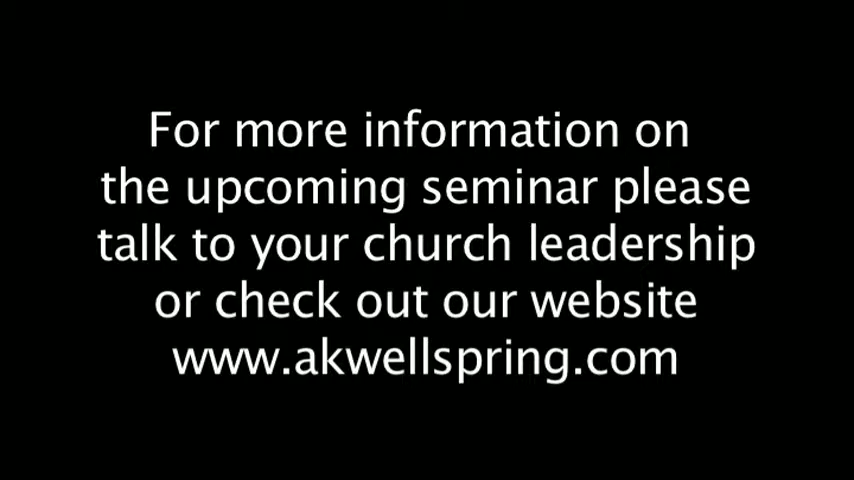 For more information on
the upcoming seminar please
talk to your church leadership
or check out our website
www.akwellspring.com